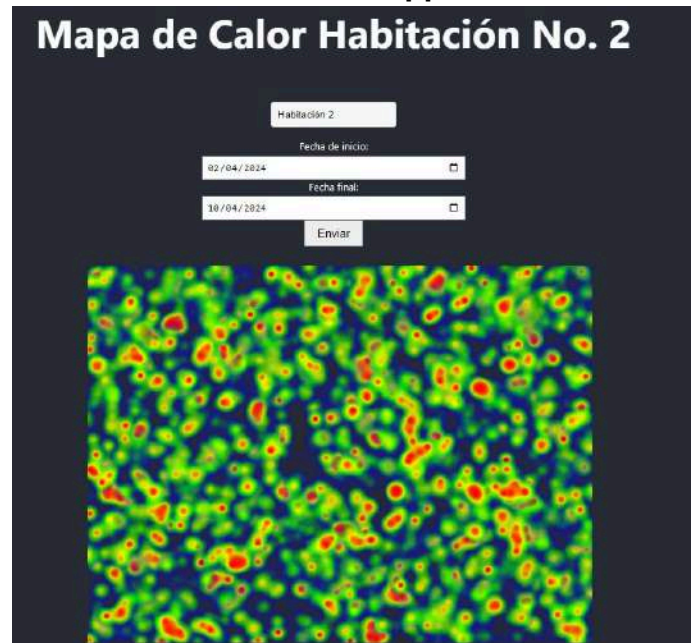 Mapa de Calor Habitación No. 2
Habitación 2
Fecha de inicio:
02/04/2024
Fecha final:
10/04/2024
Enviar